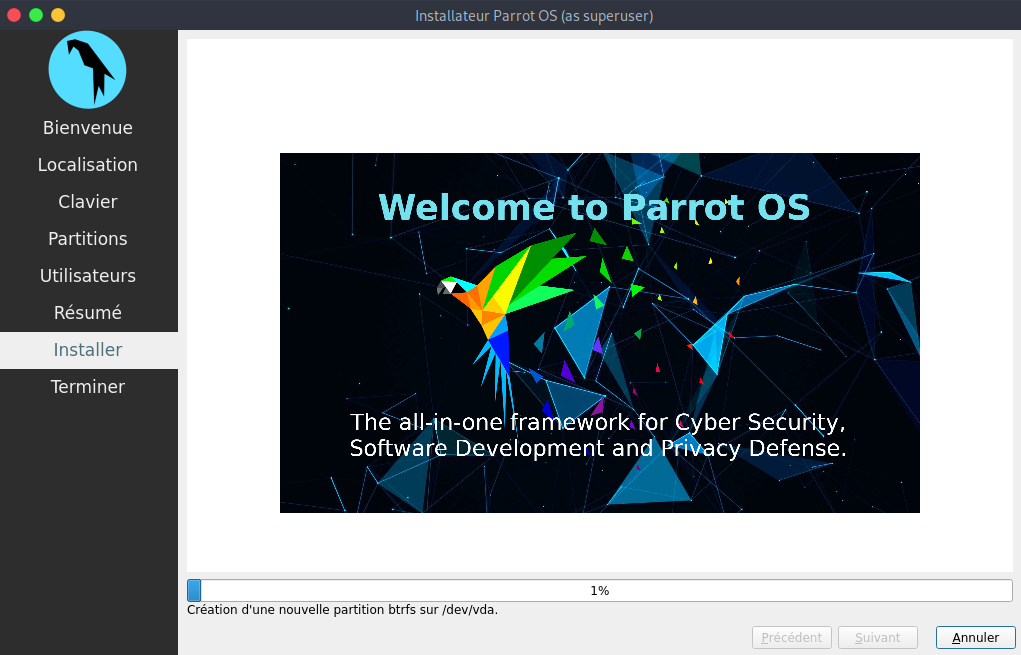 Installateur Parrot OS (as superuser)
Bienvenue
Localisation
Clavier
Partitions
Utilisateurs
Résumé
Installer
Terminer
Welcome to Parrot OS
The all-in-one framework for Cyber Security,
Software Development and Privacy Defense.
1%
Création d'une nouvelle partition btrfs sur /dev/vda.
Précédent
Suivant
Annuler